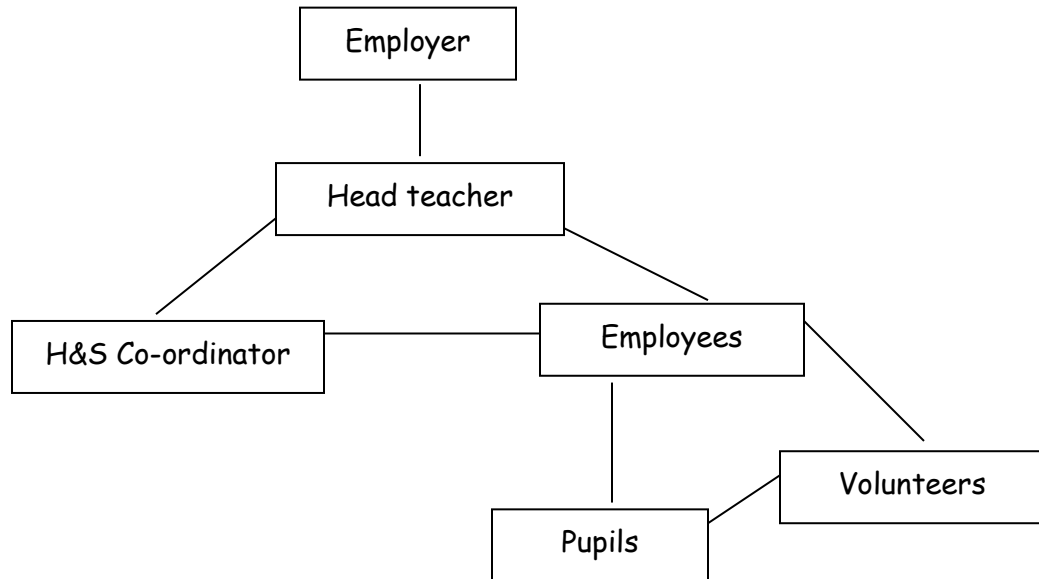 Employer
Head teacher
H&S Co-ordinator
Employees
Volunteers
Pupils